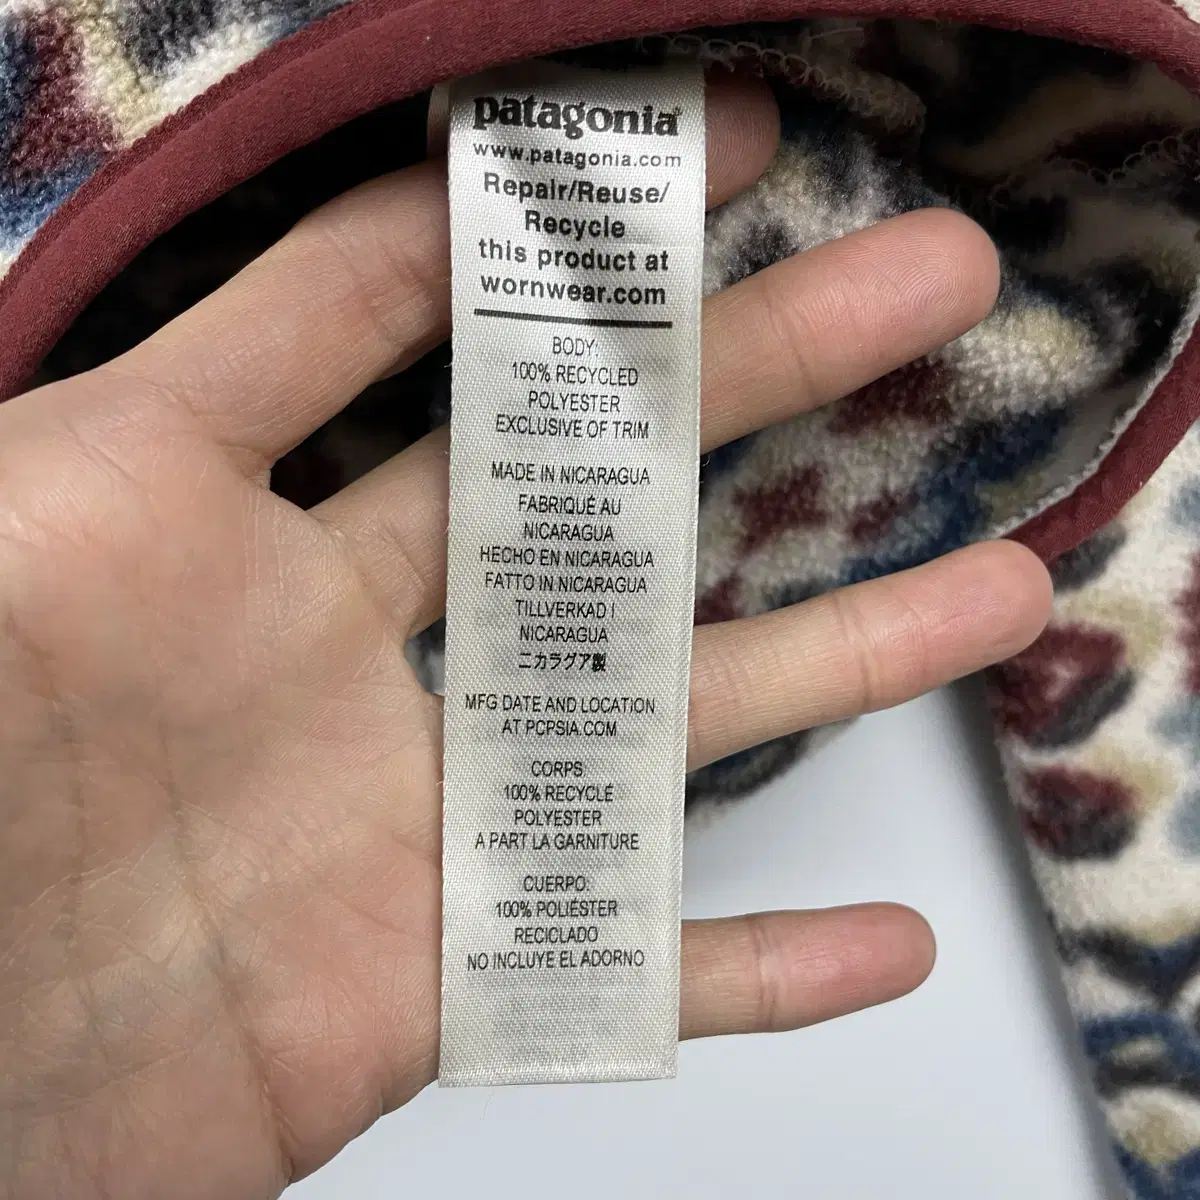 patagonia
www.patagonia.com
Repair/Reuse/
Recycle
this product at
wornwear.com
BODY:
100% RECYCLED
POLYESTER
EXCLUSIVE OF TRIM
MADE IN NICARAGUA
FABRIQUÉ AU
NICARAGUA
HECHO EN NICARAGUA
FATTO IN NICARAGUA
TILLVERKAD I
NICARAGUA
ニカラグア製
MFG DATE AND LOCATION
AT PCPSIA.COM
CORPS:
100% RECYCLÉ
POLYESTER
A PART LA GARNITURE
CUERPO:
100% POLIÉSTER
RECICLADO
NO INCLUYE EL ADORNO